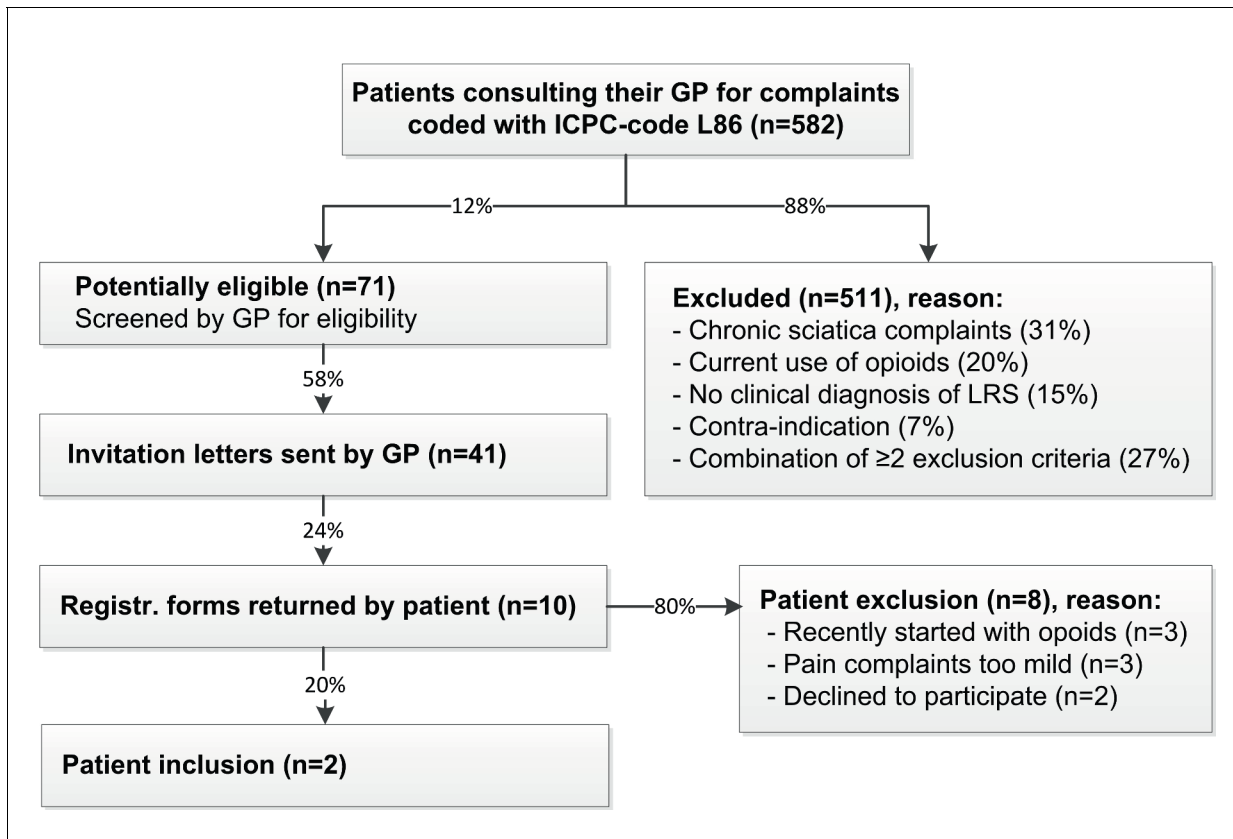 Patients consulting their GP for complaints
coded with ICPC-code L86 (n=582)
12%
88%
Potentially eligible (n=71)
Screened by GP for eligibility
Excluded (n=511), reason:
- Chronic sciatica complaints (31%)
- Current use of opioids (20%)
- No clinical diagnosis of LRS (15%)
- Contra-indication (7%)
- Combination of ≥2 exclusion criteria (27%)
58%
Invitation letters sent by GP (n=41)
24%
Registr. forms returned by patient (n=10)
80%
Patient exclusion (n=8), reason:
- Recently started with opoids (n=3)
- Pain complaints too mild (n=3)
- Declined to participate (n=2)
20%
Patient inclusion (n=2)